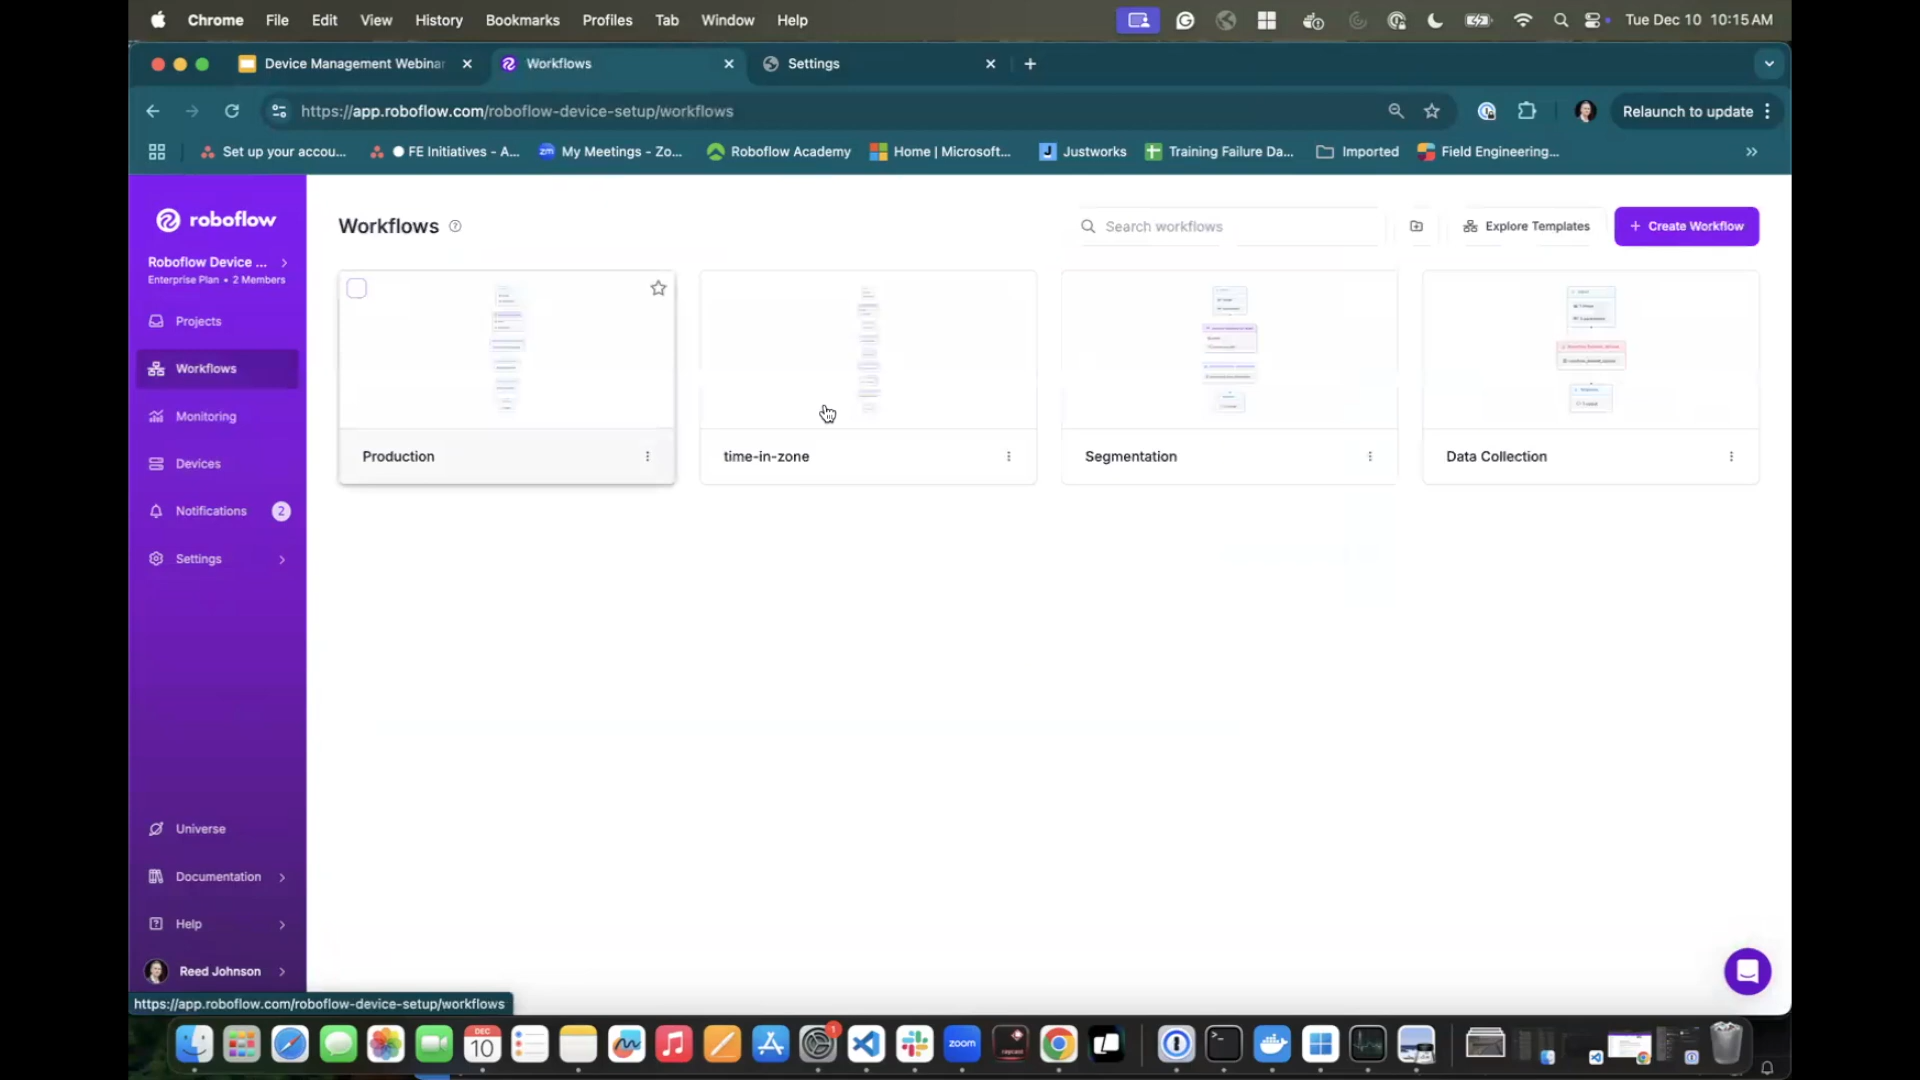 Chrome File Edit View History Bookmarks Profiles Tab Window Help Tue Dec 10 10:15 AM
Device Management Webinar Workflows Settings
https://app.roboflow.com/roboflow-device-setup/workflows Relaunch to update
Set up your accou... FE Initiatives - A... My Meetings - Zo... Roboflow Academy Home | Microsoft... Justworks Training Failure Da... Imported Field Engineering...
roboflow
Roboflow Device ...
Enterprise Plan • 2 Members
Projects
Workflows
Monitoring
Devices
Notifications 2
Settings
Universe
Documentation
Help
Reed Johnson
Workflows
Search workflows
Explore Templates
+ Create Workflow
Production
time-in-zone
Segmentation
Data Collection
https://app.roboflow.com/roboflow-device-setup/workflows
DEC
10
1
zoom